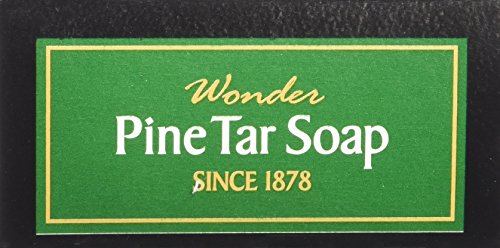 Wonder
Pine Tar Soap
SINCE 1878